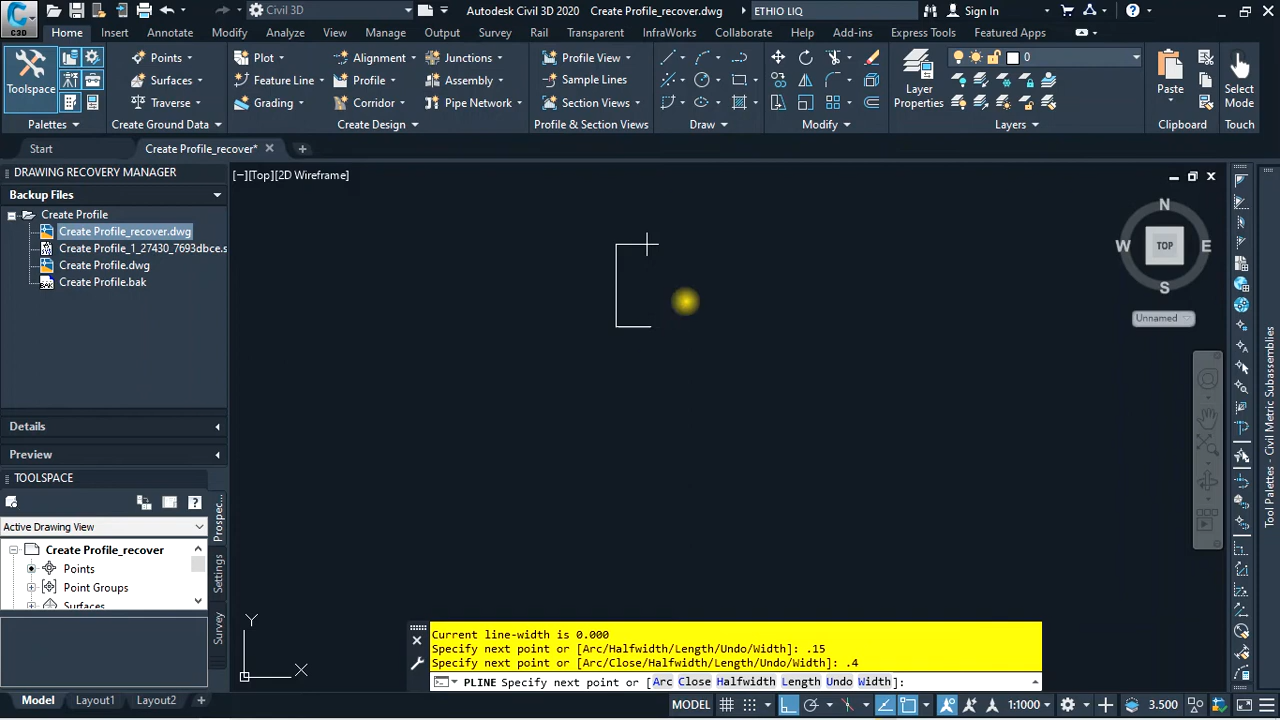 Civil 3D
Autodesk Civil 3D 2020 Create Profile_recover.dwg
ETHIO LIQ
Sign In
C3D
Home Insert Annotate Modify Analyze View Manage Output Survey Rail Transparent InfraWorks Collaborate Help Add-ins Express Tools Featured Apps
Toolspace
Palettes
Points
Surfaces
Traverse
Create Ground Data
Plot
Feature Line
Grading
Alignment
Profile
Corridor
Junctions
Assembly
Pipe Network
Create Design
Profile View
Sample Lines
Section Views
Profile & Section Views
Draw
Modify
Layer
Properties
0
Layers
Paste
Clipboard
Select
Mode
Touch
Start
Create Profile_recover*
DRAWING RECOVERY MANAGER
Backup Files
Create Profile
Create Profile_recover.dwg
Create Profile_1_27430_7693dbce.s
Create Profile.dwg
Create Profile.bak
Details
Preview
TOOLSPACE
Active Drawing View
Create Profile_recover
Points
Point Groups
Surfaces
Prospec...
Settings
Survey
[−][Top][2D Wireframe]
N
W TOP E
S
Unnamed
Tool Palettes - Civil Metric Subassemblies
Y
X
Current line-width is 0.000
Specify next point or [Arc/Halfwidth/Length/Undo/Width]: .15
Specify next point or [Arc/Close/Halfwidth/Length/Undo/Width]: .4
PLINE Specify next point or [Arc Close Halfwidth Length Undo Width]:
Model Layout1 Layout2
MODEL
1:1000
3.500